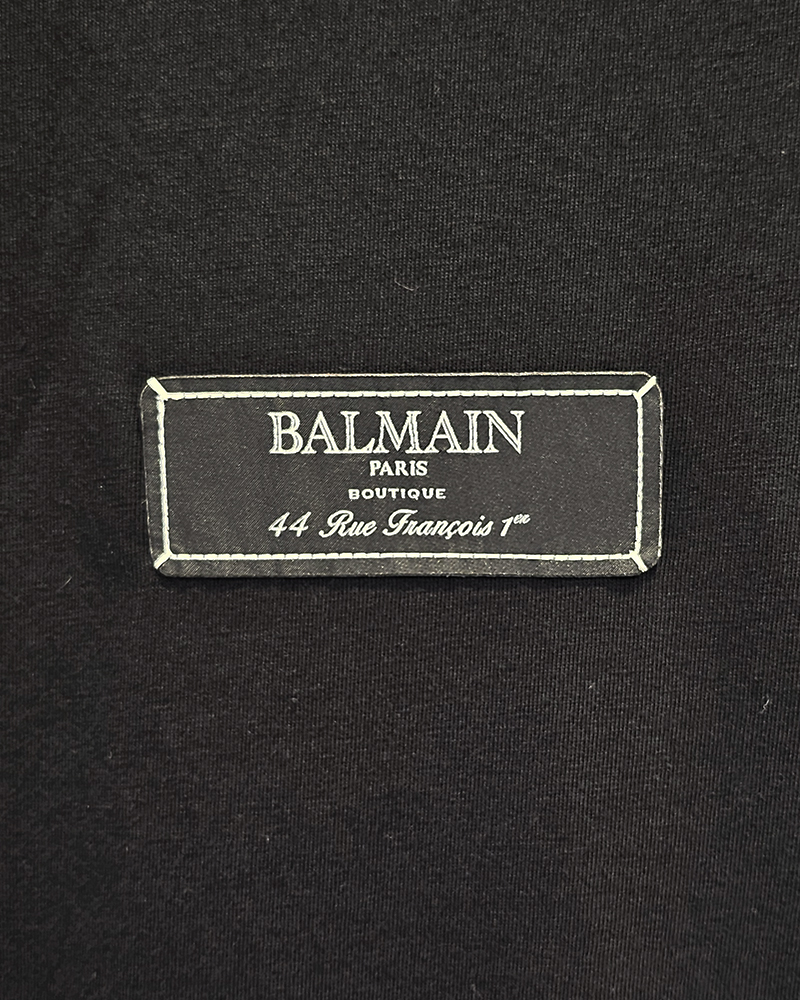 BALMAIN
PARIS
BOUTIQUE
44 Rue François 1er